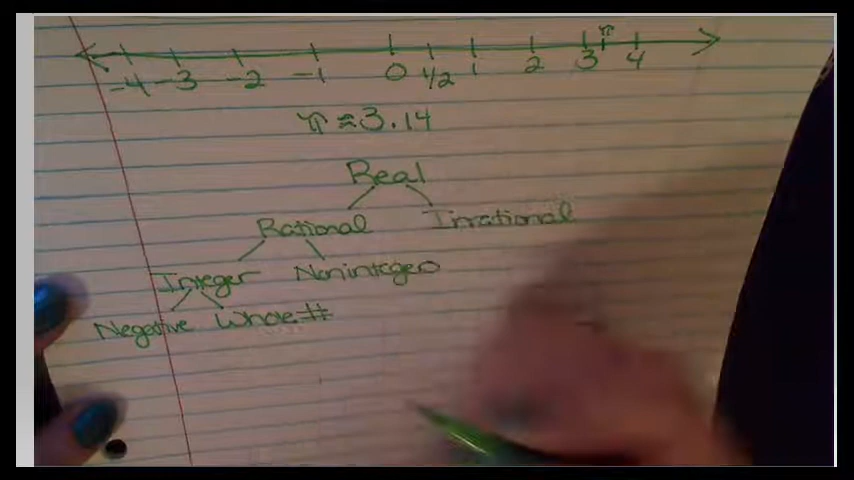 π
-4 -3 -2 -1 0 1/2 1 2 3 4
π ≈ 3.14
Real
Rational Irrational
Integer Noninteger
Negative Whole #